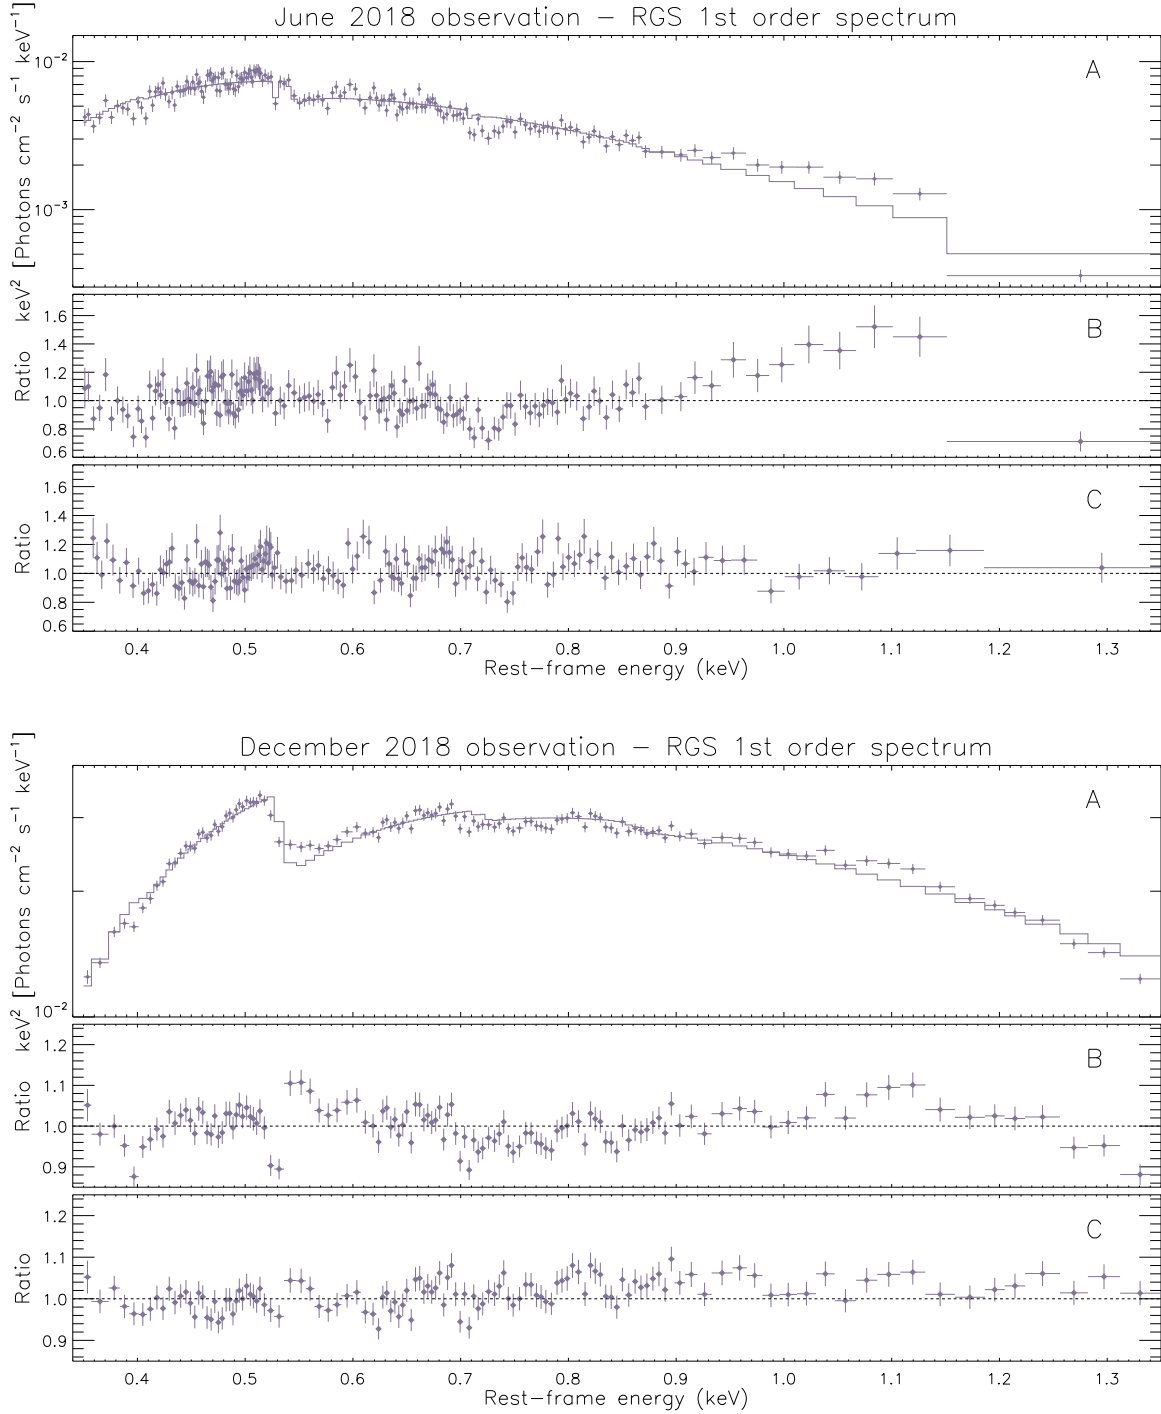 June 2018 observation – RGS 1st order spectrum
keV² [Photons cm⁻² s⁻¹ keV⁻¹]
10⁻²
10⁻³
A
Ratio
1.6
1.4
1.2
1.0
0.8
0.6
B
Ratio
1.6
1.4
1.2
1.0
0.8
0.6
C
0.4 0.5 0.6 0.7 0.8 0.9 1.0 1.1 1.2 1.3
Rest–frame energy (keV)
December 2018 observation – RGS 1st order spectrum
keV² [Photons cm⁻² s⁻¹ keV⁻¹]
10⁻²
A
Ratio
1.2
1.1
1.0
0.9
B
Ratio
1.2
1.1
1.0
0.9
C
0.4 0.5 0.6 0.7 0.8 0.9 1.0 1.1 1.2 1.3
Rest–frame energy (keV)